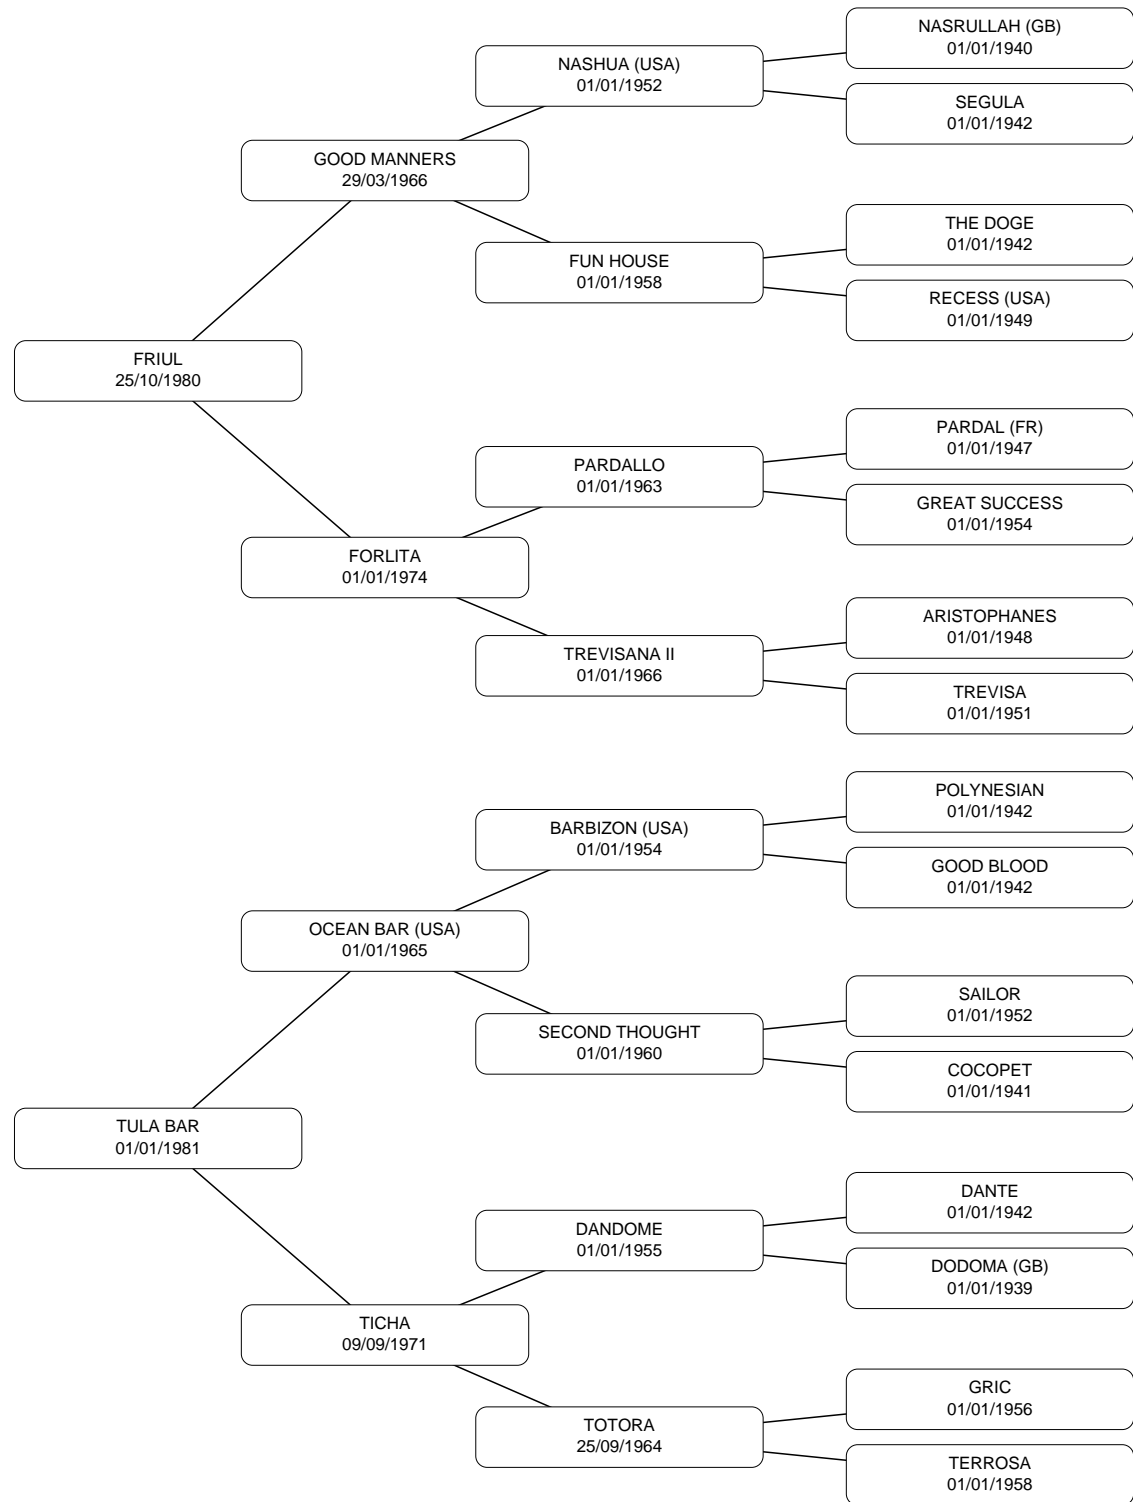 NASRULLAH (GB)
01/01/1940
NASHUA (USA)
01/01/1952
SEGULA
01/01/1942
GOOD MANNERS
29/03/1966
THE DOGE
01/01/1942
FUN HOUSE
01/01/1958
RECESS (USA)
01/01/1949
FRIUL
25/10/1980
PARDAL (FR)
01/01/1947
PARDALLO
01/01/1963
GREAT SUCCESS
01/01/1954
FORLITA
01/01/1974
ARISTOPHANES
01/01/1948
TREVISANA II
01/01/1966
TREVISA
01/01/1951
POLYNESIAN
01/01/1942
BARBIZON (USA)
01/01/1954
GOOD BLOOD
01/01/1942
OCEAN BAR (USA)
01/01/1965
SAILOR
01/01/1952
SECOND THOUGHT
01/01/1960
COCOPET
01/01/1941
TULA BAR
01/01/1981
DANTE
01/01/1942
DANDOME
01/01/1955
DODOMA (GB)
01/01/1939
TICHA
09/09/1971
GRIC
01/01/1956
TOTORA
25/09/1964
TERROSA
01/01/1958